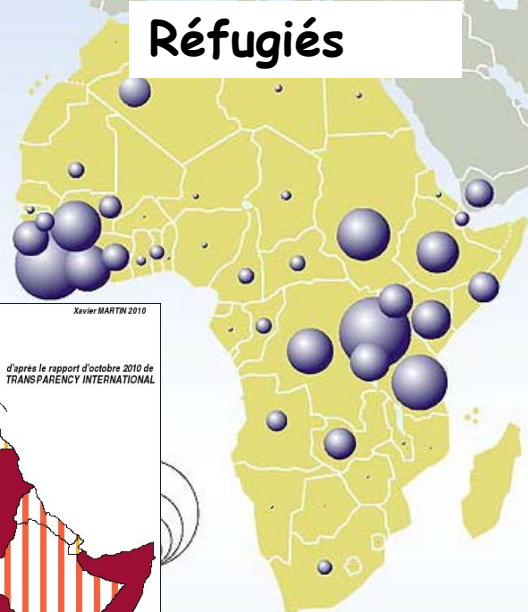 Réfugiés
Xavier MARTIN 2010
d'après le rapport d'octobre 2010 de
TRANSPARENCY INTERNATIONAL